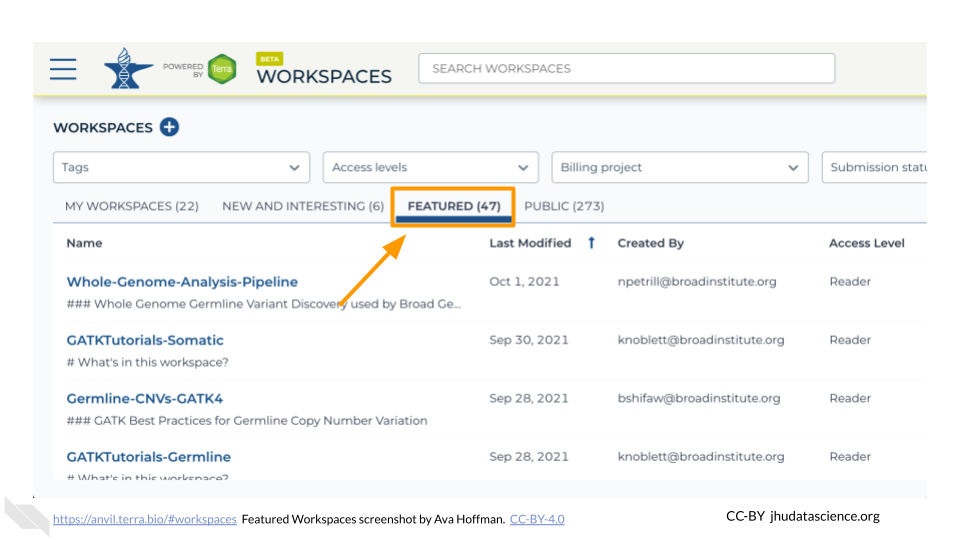 POWERED BY Terra
BETA
WORKSPACES
SEARCH WORKSPACES
WORKSPACES
Tags Access levels Billing project Submission statu
MY WORKSPACES (22) NEW AND INTERESTING (6) FEATURED (47) PUBLIC (273)
Name Last Modified ↑ Created By Access Level
Whole-Genome-Analysis-Pipeline Oct 1, 2021 npetrill@broadinstitute.org Reader
### Whole Genome Germline Variant Discovery used by Broad Ge...
GATKTutorials-Somatic Sep 30, 2021 knoblett@broadinstitute.org Reader
# What's in this workspace?
Germline-CNVs-GATK4 Sep 28, 2021 bshifaw@broadinstitute.org Reader
### GATK Best Practices for Germline Copy Number Variation
GATKTutorials-Germline Sep 28, 2021 knoblett@broadinstitute.org Reader
# What's in this workspace?
https://anvil.terra.bio/#workspaces Featured Workspaces screenshot by Ava Hoffman. CC-BY-4.0
CC-BY jhudatascience.org